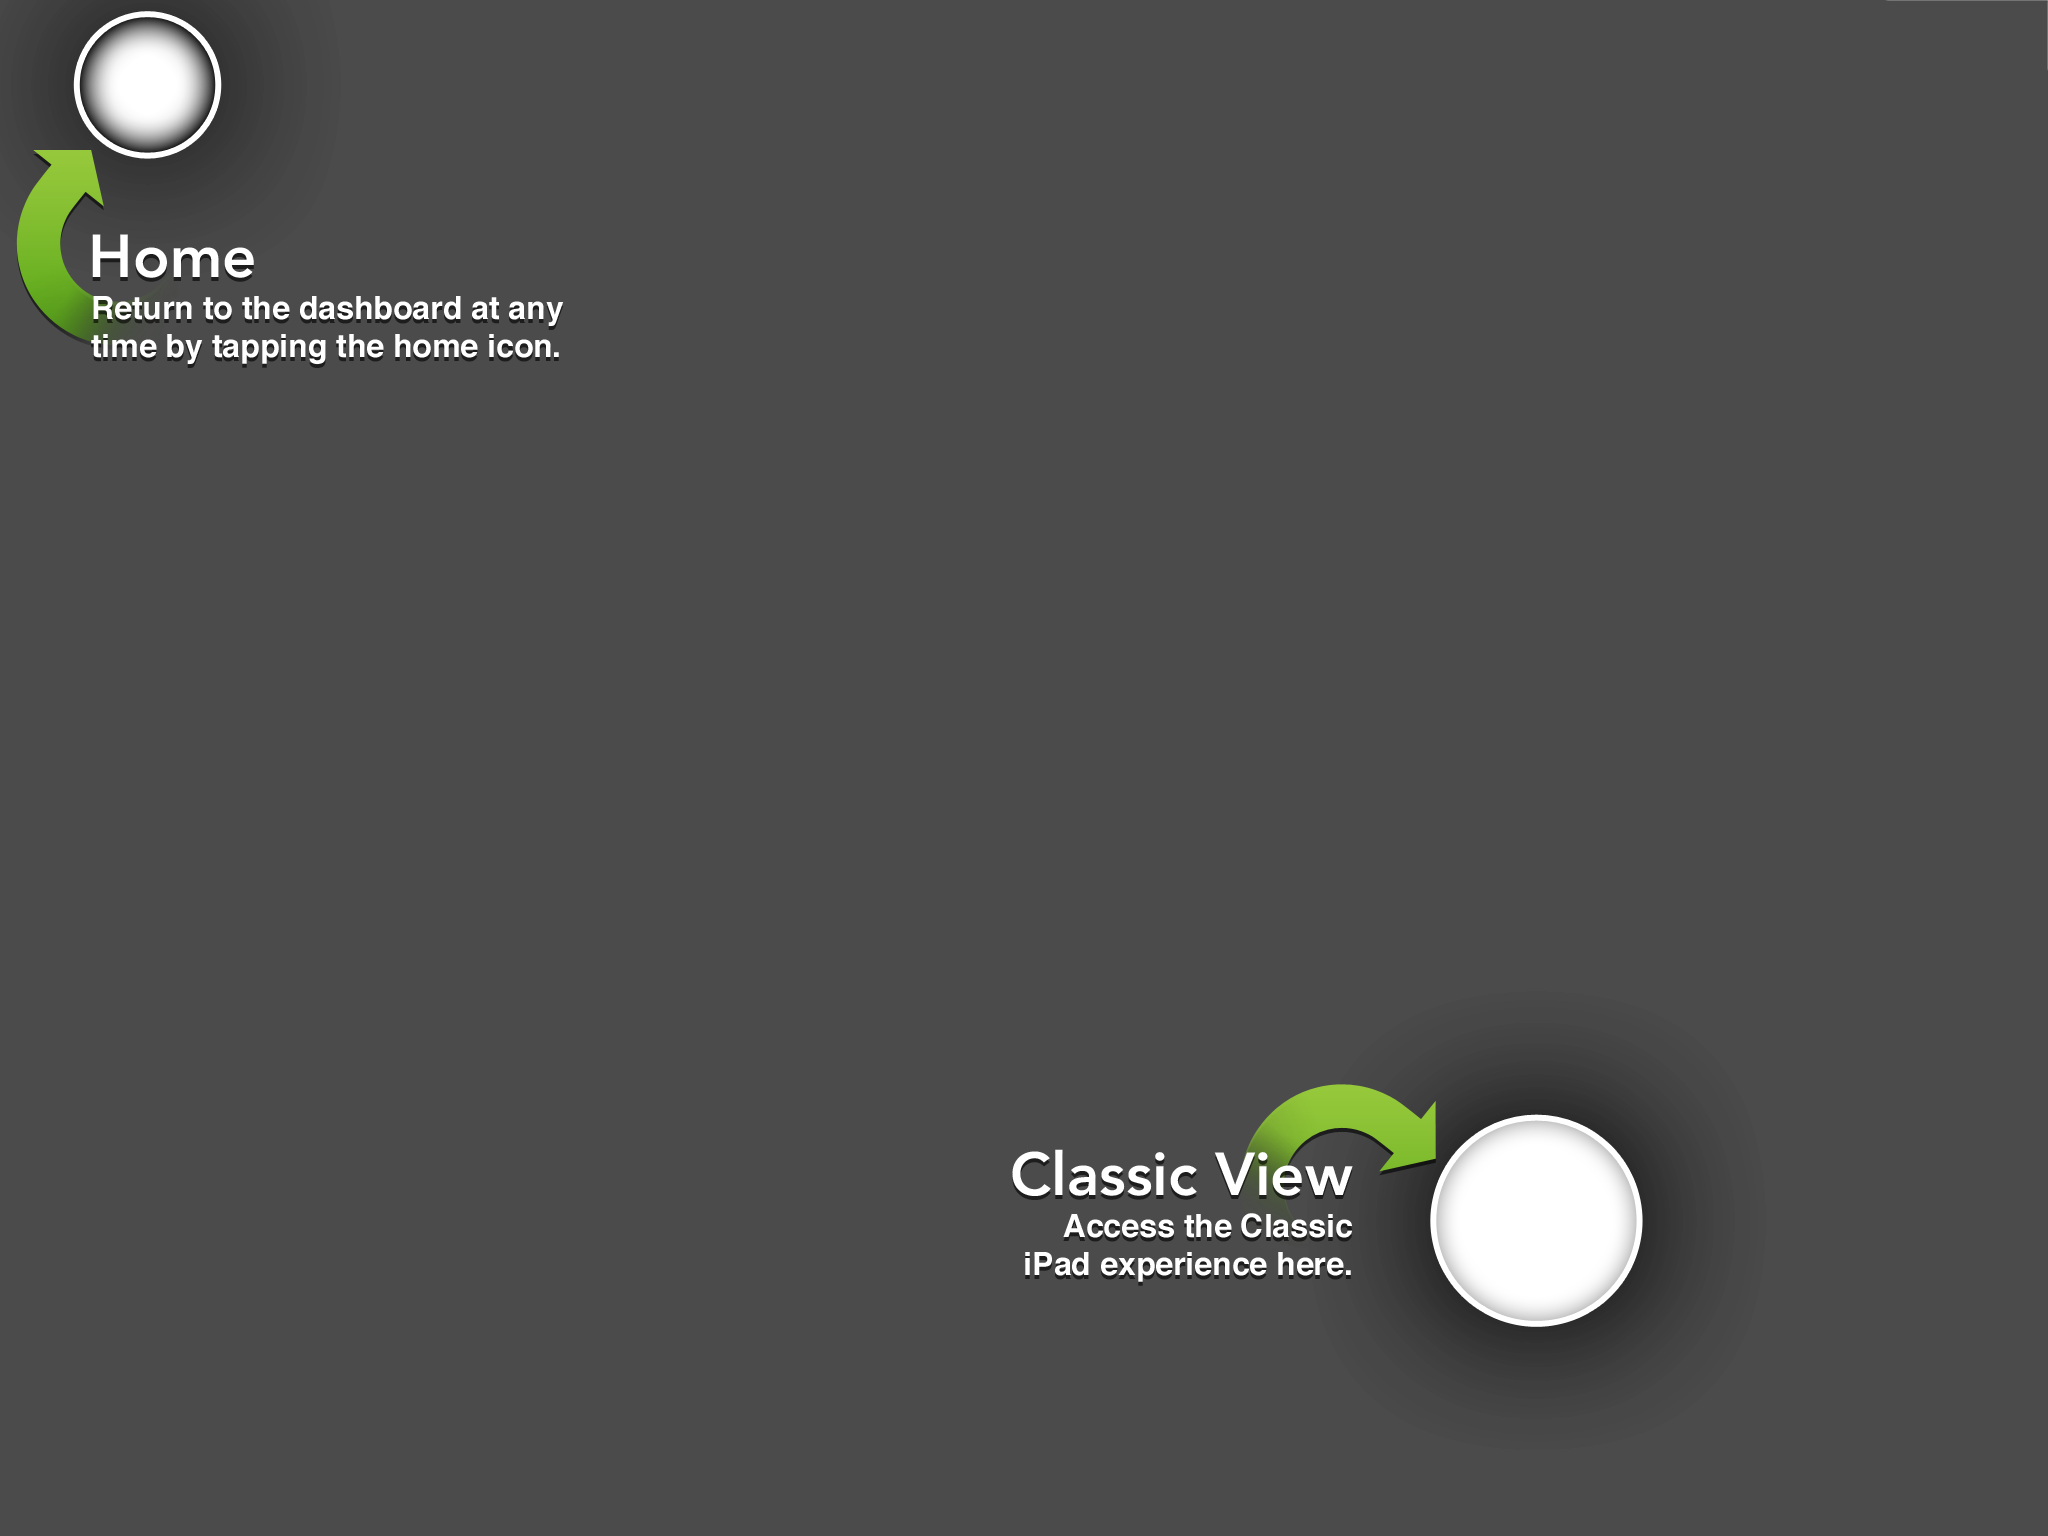 Home
Return to the dashboard at any
time by tapping the home icon.
Classic View
Access the Classic
iPad experience here.